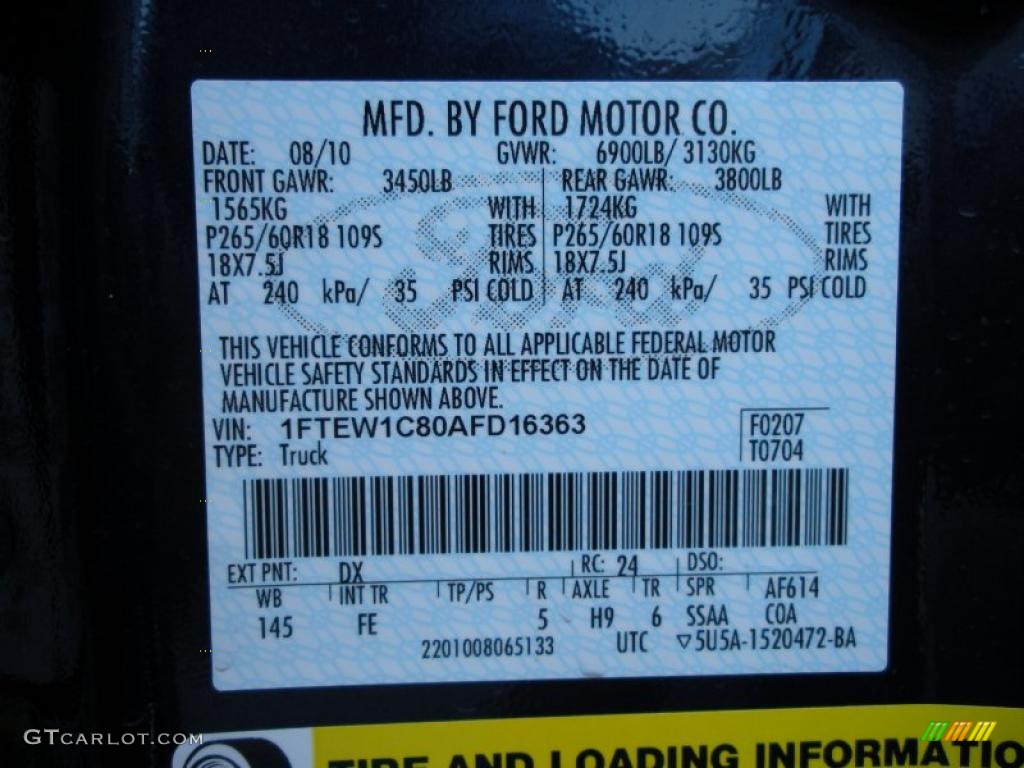 MFD. BY FORD MOTOR CO.
DATE: 08/10 GVWR: 6900LB/ 3130KG
FRONT GAWR: 3450LB REAR GAWR: 3800LB
1565KG WITH 1724KG WITH
P265/60R18 109S TIRES P265/60R18 109S TIRES
18X7.5J RIMS 18X7.5J RIMS
AT 240 kPa/ 35 PSI COLD AT 240 kPa/ 35 PSI COLD
THIS VEHICLE CONFORMS TO ALL APPLICABLE FEDERAL MOTOR
VEHICLE SAFETY STANDARDS IN EFFECT ON THE DATE OF
MANUFACTURE SHOWN ABOVE.
VIN: 1FTEW1C80AFD16363 F0207
TYPE: Truck T0704
EXT PNT: DX RC: 24 DSO:
WB INT TR TP/PS R AXLE TR SPR AF614
145 FE 5 H9 6 SSAA COA
2201008065133 UTC ▽5U5A-1520472-BA
GTCARLOT.COM
TIRE AND LOADING INFORMATIO